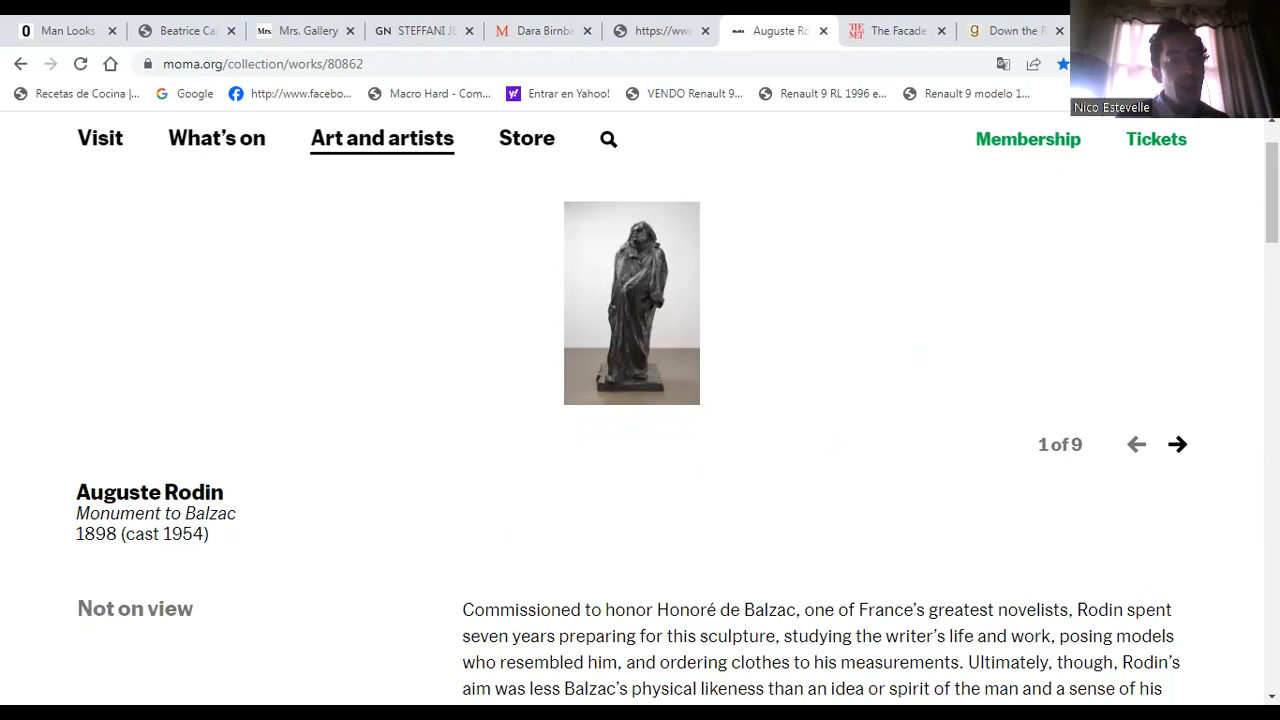 Man Looks
Beatrice Ca
Mrs. Mrs. Gallery
GN STEFFANI JE
M Dara Birnba
https://www
MoMA Auguste Ro
THE MET The Facade
g Down the R
moma.org/collection/works/80862
Recetas de Cocina |...
Google
http://www.facebo...
Macro Hard - Com...
Entrar en Yahoo!
VENDO Renault 9...
Renault 9 RL 1996 e...
Renault 9 modelo 1...
Nico Estevelle
Visit
What's on
Art and artists
Store
Membership
Tickets
1 of 9
Auguste Rodin
Monument to Balzac
1898 (cast 1954)
Not on view
Commissioned to honor Honoré de Balzac, one of France’s greatest novelists, Rodin spent
seven years preparing for this sculpture, studying the writer’s life and work, posing models
who resembled him, and ordering clothes to his measurements. Ultimately, though, Rodin’s
aim was less Balzac’s physical likeness than an idea or spirit of the man and a sense of his